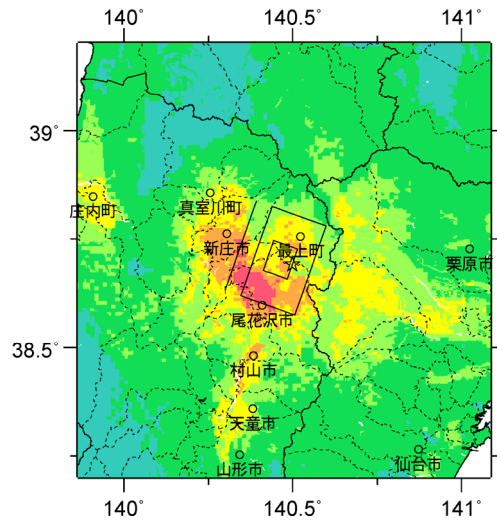 140° 140.5° 141°
39°
庄内町
真室川町
新庄市
最上町
栗原市
尾花沢市
38.5°
村山市
天童市
山形市
仙台市
140° 140.5° 141°